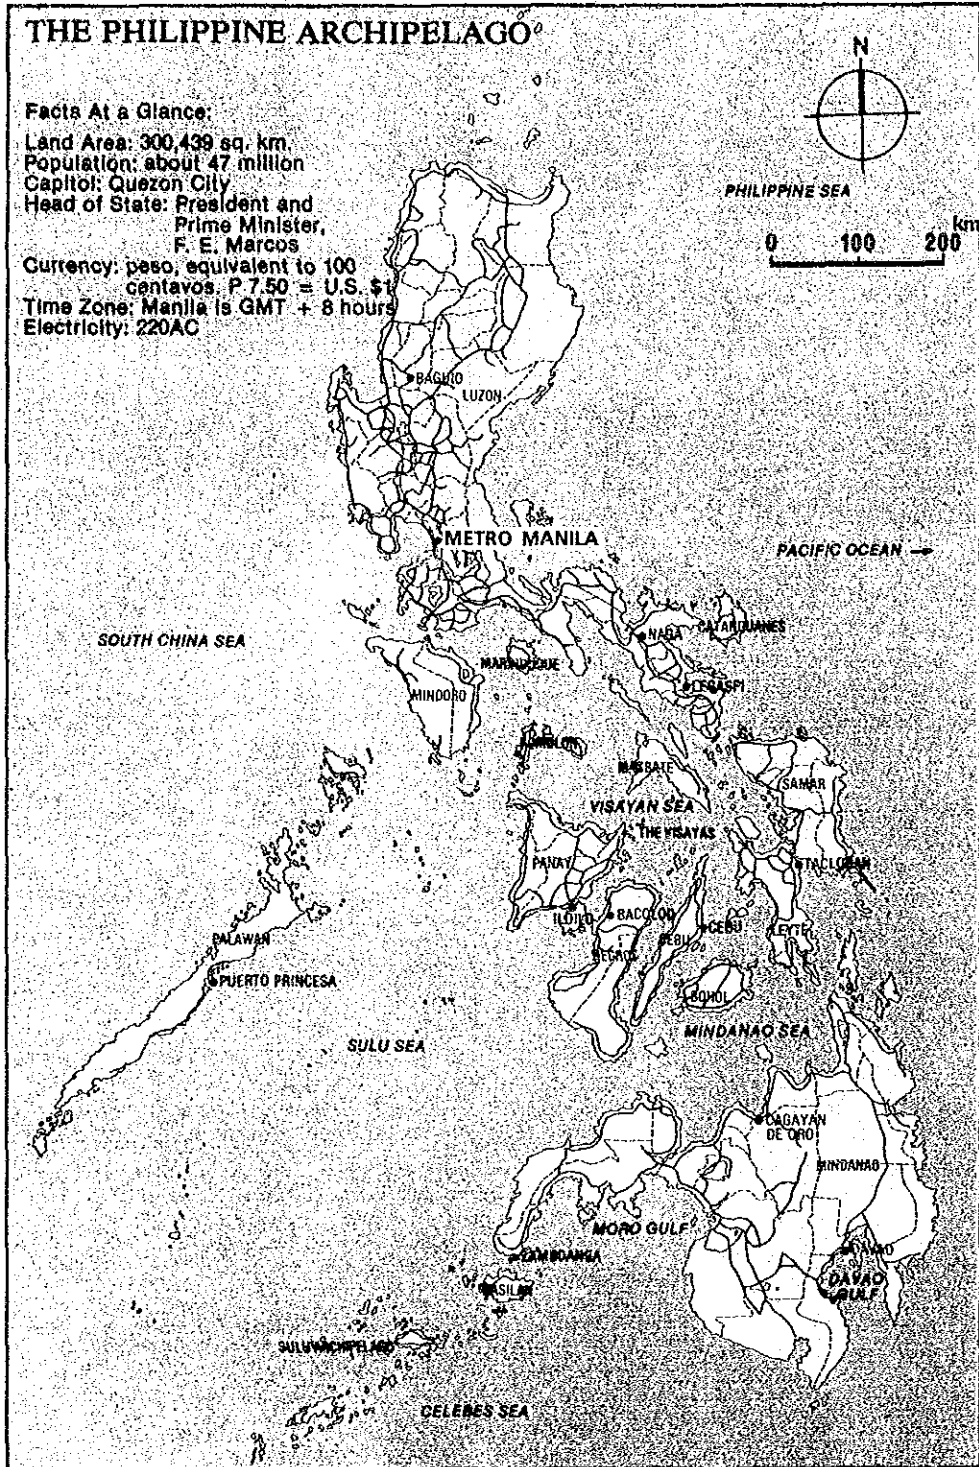 THE PHILIPPINE ARCHIPELAGO
N
Facts At a Glance:
Land Area: 300,439 sq. km.
Population: about 47 million
Capitol: Quezon City
Head of State: President and
Prime Minister,
F. E. Marcos
Currency: peso, equivalent to 100
centavos. P 7.50 = U.S. $1
Time Zone: Manila is GMT + 8 hours
Electricity: 220AC
PHILIPPINE SEA
km
0 100 200
BAGUIO
LUZON
METRO MANILA
PACIFIC OCEAN
SOUTH CHINA SEA
NAGA
CATANDUANES
MARINDUQUE
LEGASPI
MINDORO
ROMBLON
MASBATE
SAMAR
VISAYAN SEA
THE VISAYAS
PANAY
TACLOBAN
ILOILO
BACOLOD
CEBU
CEBU
LEYTE
PALAWAN
NEGROS
PUERTO PRINCESA
BOHOL
MINDANAO SEA
SULU SEA
CAGAYAN
DE ORO
MINDANAO
MORO GULF
ZAMBOANGA
DAVAO
BASILAN
DAVAO
GULF
SULU ARCHIPELAGO
CELEBES SEA